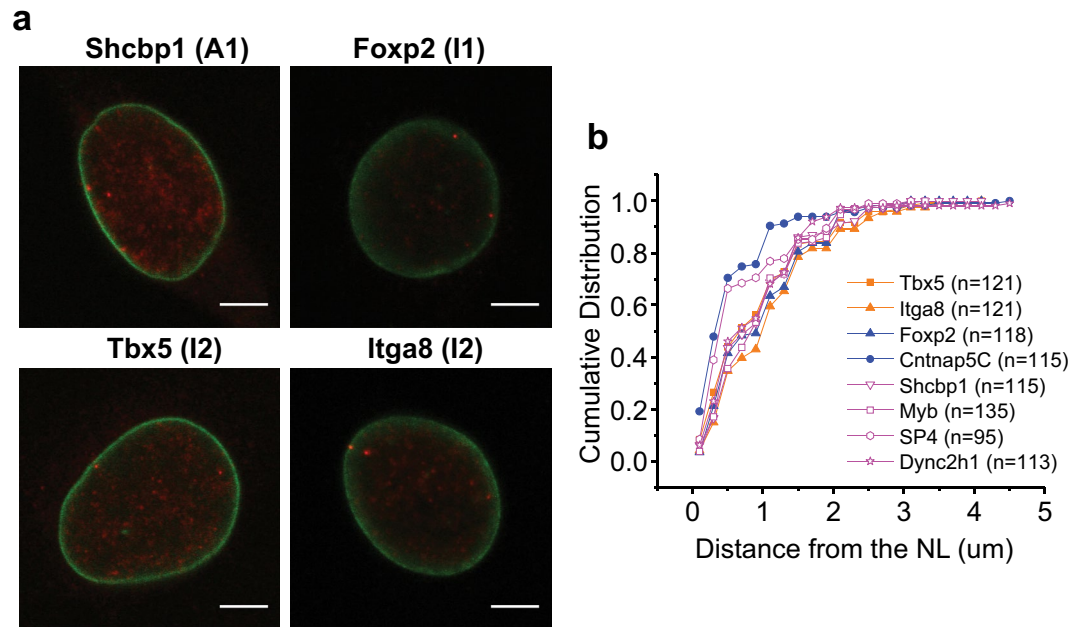 a
Shcbp1 (A1)
Foxp2 (I1)
Tbx5 (I2)
Itga8 (I2)
b
Cumulative Distribution
1.0
0.8
0.6
0.4
0.2
0.0
Tbx5 (n=121)
Itga8 (n=121)
Foxp2 (n=118)
Cntnap5C (n=115)
Shcbp1 (n=115)
Myb (n=135)
SP4 (n=95)
Dync2h1 (n=113)
0 1 2 3 4 5
Distance from the NL (um)